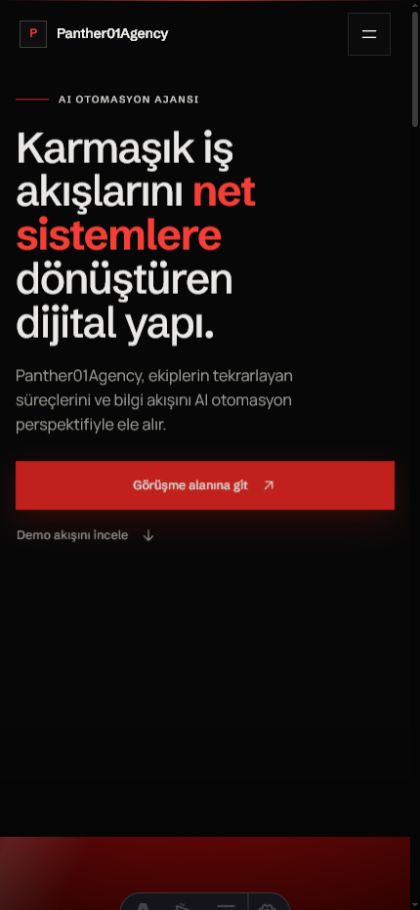 P Panther01Agency
AI OTOMASYON AJANSI
Karmaşık iş
akışlarını net
sistemlere
dönüştüren
dijital yapı.
Panther01Agency, ekiplerin tekrarlayan
süreçlerini ve bilgi akışını AI otomasyon
perspektifiyle ele alır.
Görüşme alanına git
Demo akışını incele